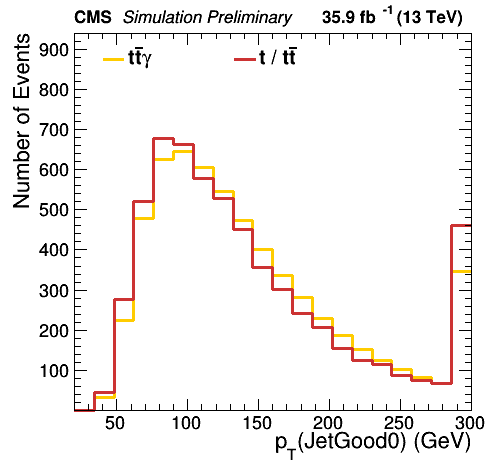 CMS Simulation Preliminary 35.9 fb⁻¹ (13 TeV)
tt̄γ t / tt̄
Number of Events
900
800
700
600
500
400
300
200
100
50 100 150 200 250 300
p_T(JetGood0) (GeV)